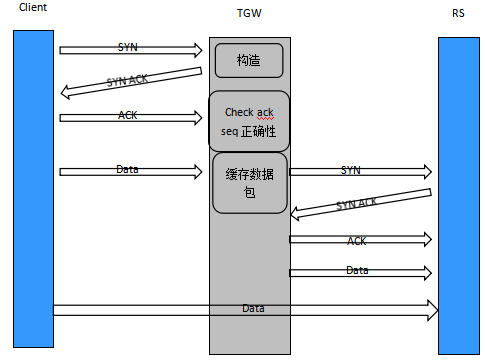 Client
TGW
RS
SYN
构造
SYN ACK
ACK
Check ack
seq 正确性
Data
缓存数据
包
SYN
SYN ACK
ACK
Data
Data